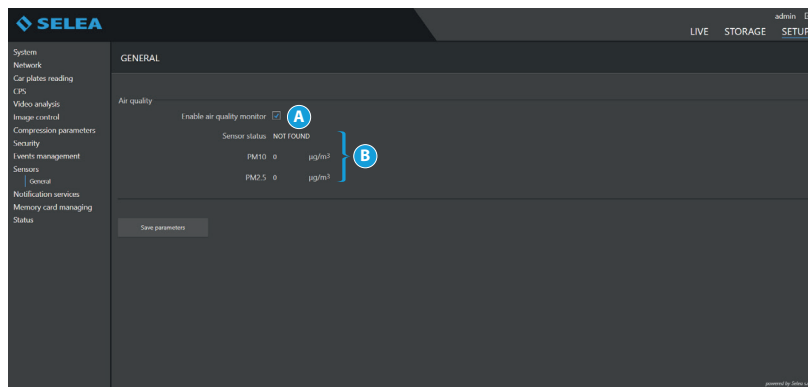 SELEA
admin
LIVE STORAGE SETUP
System
Network
Car plates reading
CPS
Video analysis
Image control
Compression parameters
Security
Events management
Sensors
General
Notification services
Memory card managing
Status
GENERAL
Air quality
Enable air quality monitor A
Sensor status NOT FOUND
PM10 0 µg/m3
PM2.5 0 µg/m3
B
Save parameters
powered by Selea